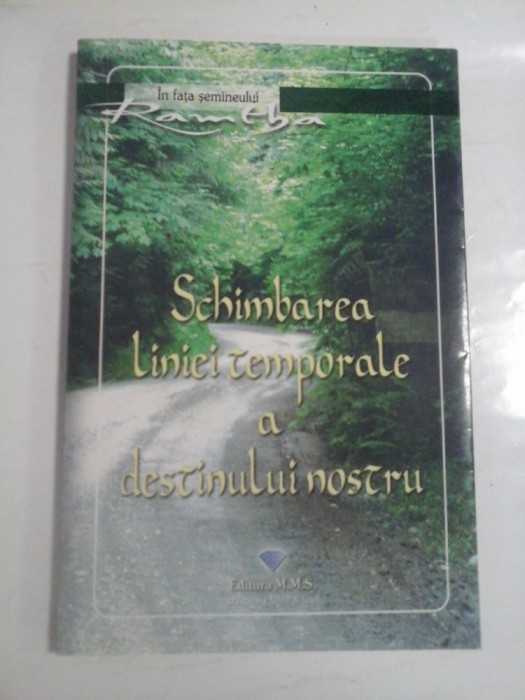 În fața șemineului
Ramtha
Schimbarea
liniei temporale
a
destinului nostru
Editura M.M.S.